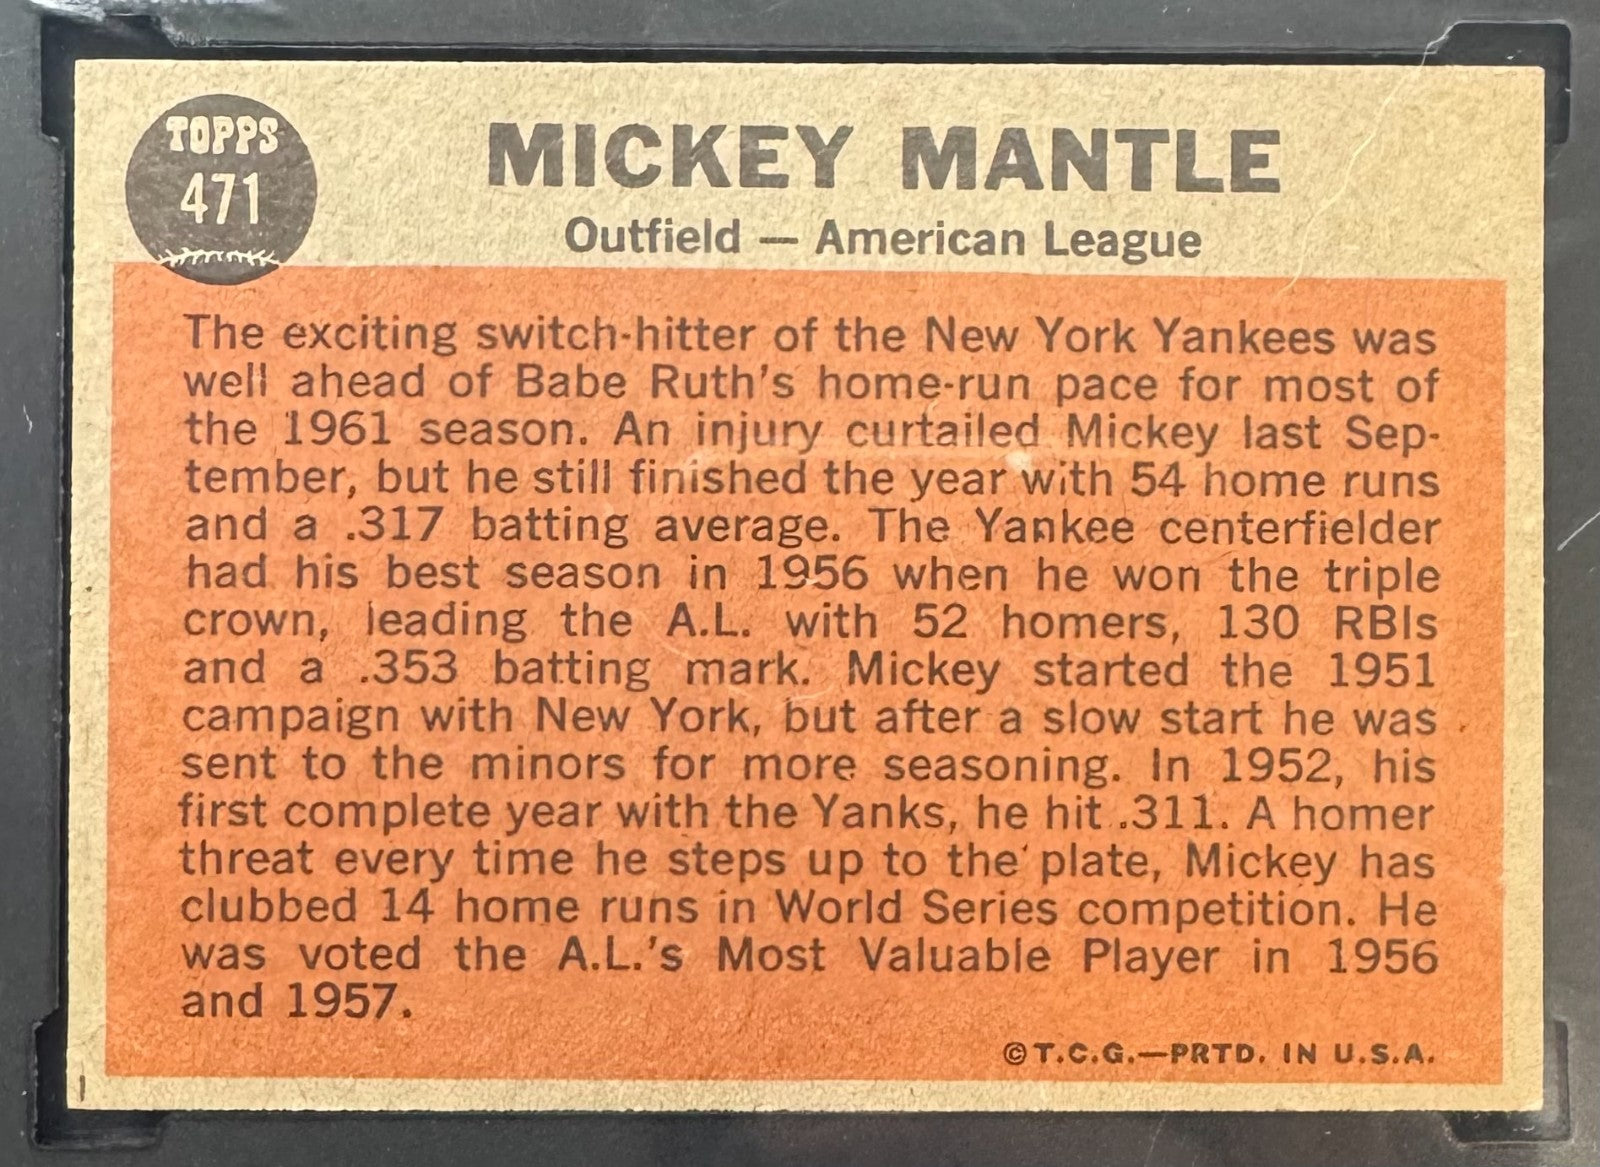 TOPPS
471
MICKEY MANTLE
Outfield — American League
The exciting switch-hitter of the New York Yankees was
well ahead of Babe Ruth's home-run pace for most of
the 1961 season. An injury curtailed Mickey last Sep-
tember, but he still finished the year with 54 home runs
and a .317 batting average. The Yankee centerfielder
had his best season in 1956 when he won the triple
crown, leading the A.L. with 52 homers, 130 RBIs
and a .353 batting mark. Mickey started the 1951
campaign with New York, but after a slow start he was
sent to the minors for more seasoning. In 1952, his
first complete year with the Yanks, he hit .311. A homer
threat every time he steps up to the plate, Mickey has
clubbed 14 home runs in World Series competition. He
was voted the A.L.'s Most Valuable Player in 1956
and 1957.
©T.C.G.—PRTD. IN U.S.A.